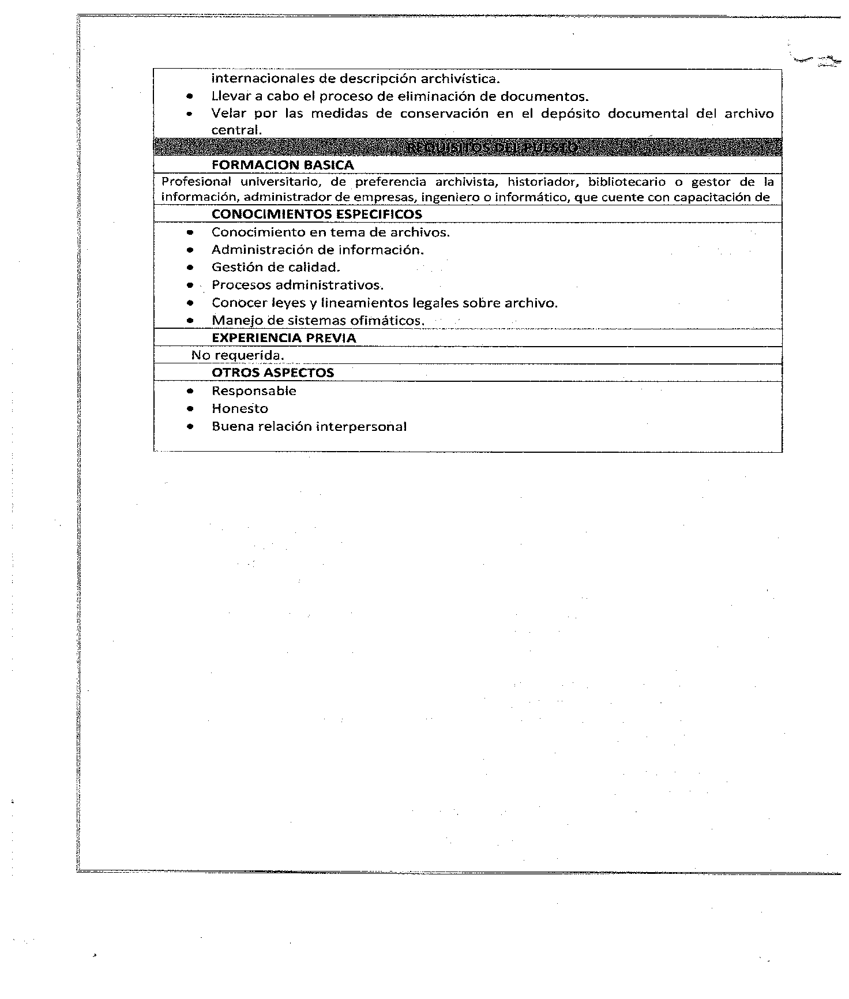 internacionales de descripción archivística.
• Llevar a cabo el proceso de eliminación de documentos.
• Velar por las medidas de conservación en el depósito documental del archivo
central.
REQUISITOS DEL PUESTO
FORMACION BASICA
Profesional universitario, de preferencia archivista, historiador, bibliotecario o gestor de la
información, administrador de empresas, ingeniero o informático, que cuente con capacitación de
CONOCIMIENTOS ESPECIFICOS
• Conocimiento en tema de archivos.
• Administración de información.
• Gestión de calidad.
• Procesos administrativos.
• Conocer leyes y lineamientos legales sobre archivo.
• Manejo de sistemas ofimáticos.
EXPERIENCIA PREVIA
No requerida.
OTROS ASPECTOS
• Responsable
• Honesto
• Buena relación interpersonal